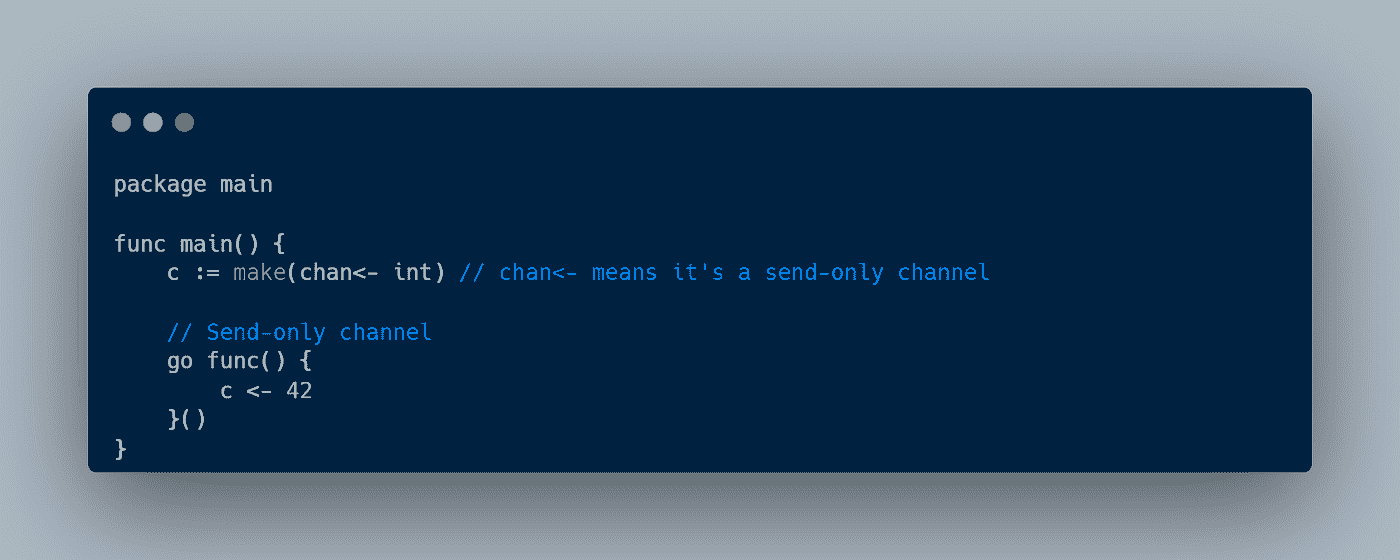 package main
func main() {
    c := make(chan<- int) // chan<- means it's a send-only channel
    // Send-only channel
    go func() {
        c <- 42
    }()
}